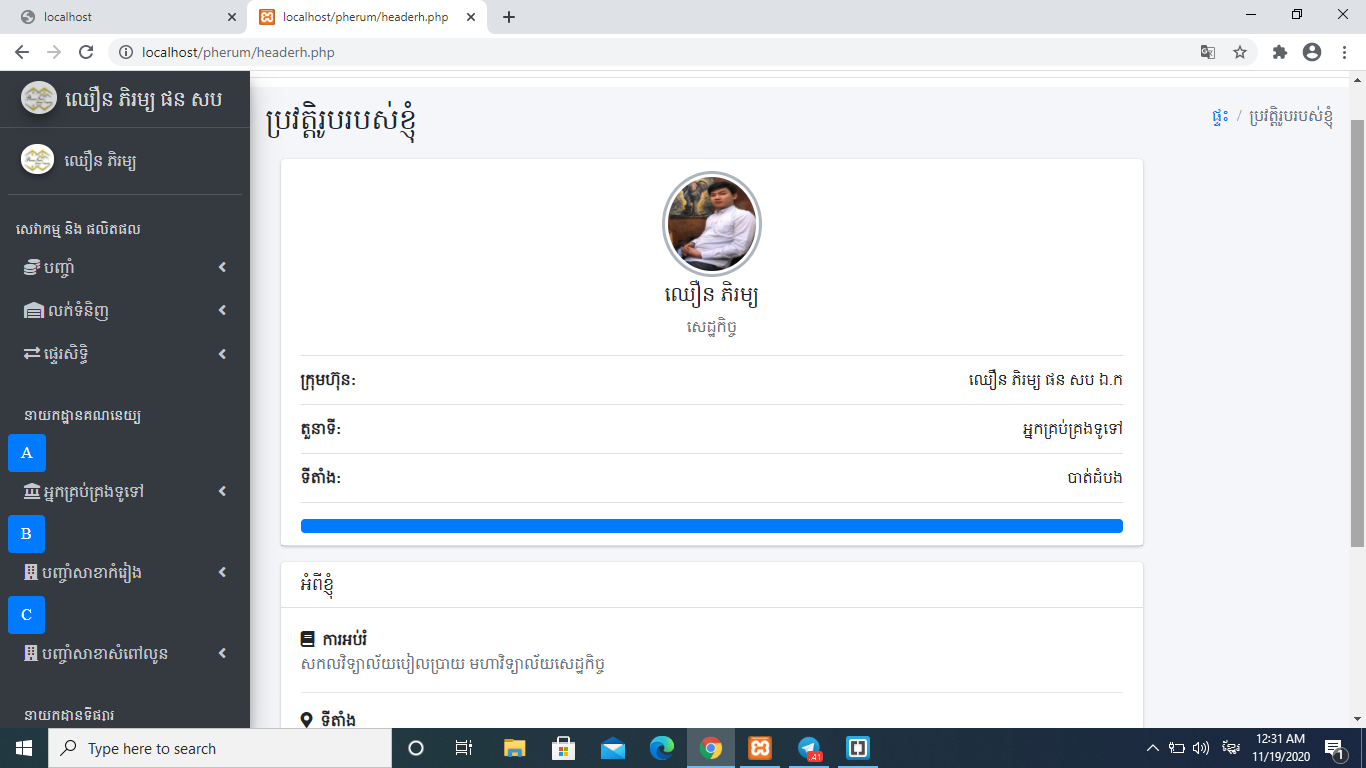 localhost
localhost/pherum/headerh.php
localhost/pherum/headerh.php
ឈឿន ភិរម្យ ផន សប
ឈឿន ភិរម្យ
សេវាកម្ម និង ផលិតផល
បញ្ចាំ
លក់ទំនិញ
ផ្ទេរសិទ្ធិ
នាយកដ្ឋានគណនេយ្យ
A
អ្នកគ្រប់គ្រងទូទៅ
B
បញ្ចាំសាខាកំរៀង
C
បញ្ចាំសាខាសំពៅលូន
នាយកដ្ឋានទីផ្សារ
ប្រវត្តិរូបរបស់ខ្ញុំ
ផ្ទះ / ប្រវត្តិរូបរបស់ខ្ញុំ
ឈឿន ភិរម្យ
សេដ្ឋកិច្ច
ក្រុមហ៊ុន: ឈឿន ភិរម្យ ផន សប ឯ.ក
តួនាទី: អ្នកគ្រប់គ្រងទូទៅ
ទីតាំង: បាត់ដំបង
អំពីខ្ញុំ
ការអប់រំ
សកលវិទ្យាល័យបៀលប្រាយ មហាវិទ្យាល័យសេដ្ឋកិច្ច
ទីតាំង
Type here to search
41
ខ្មែរ
12:31 AM
11/19/2020
1